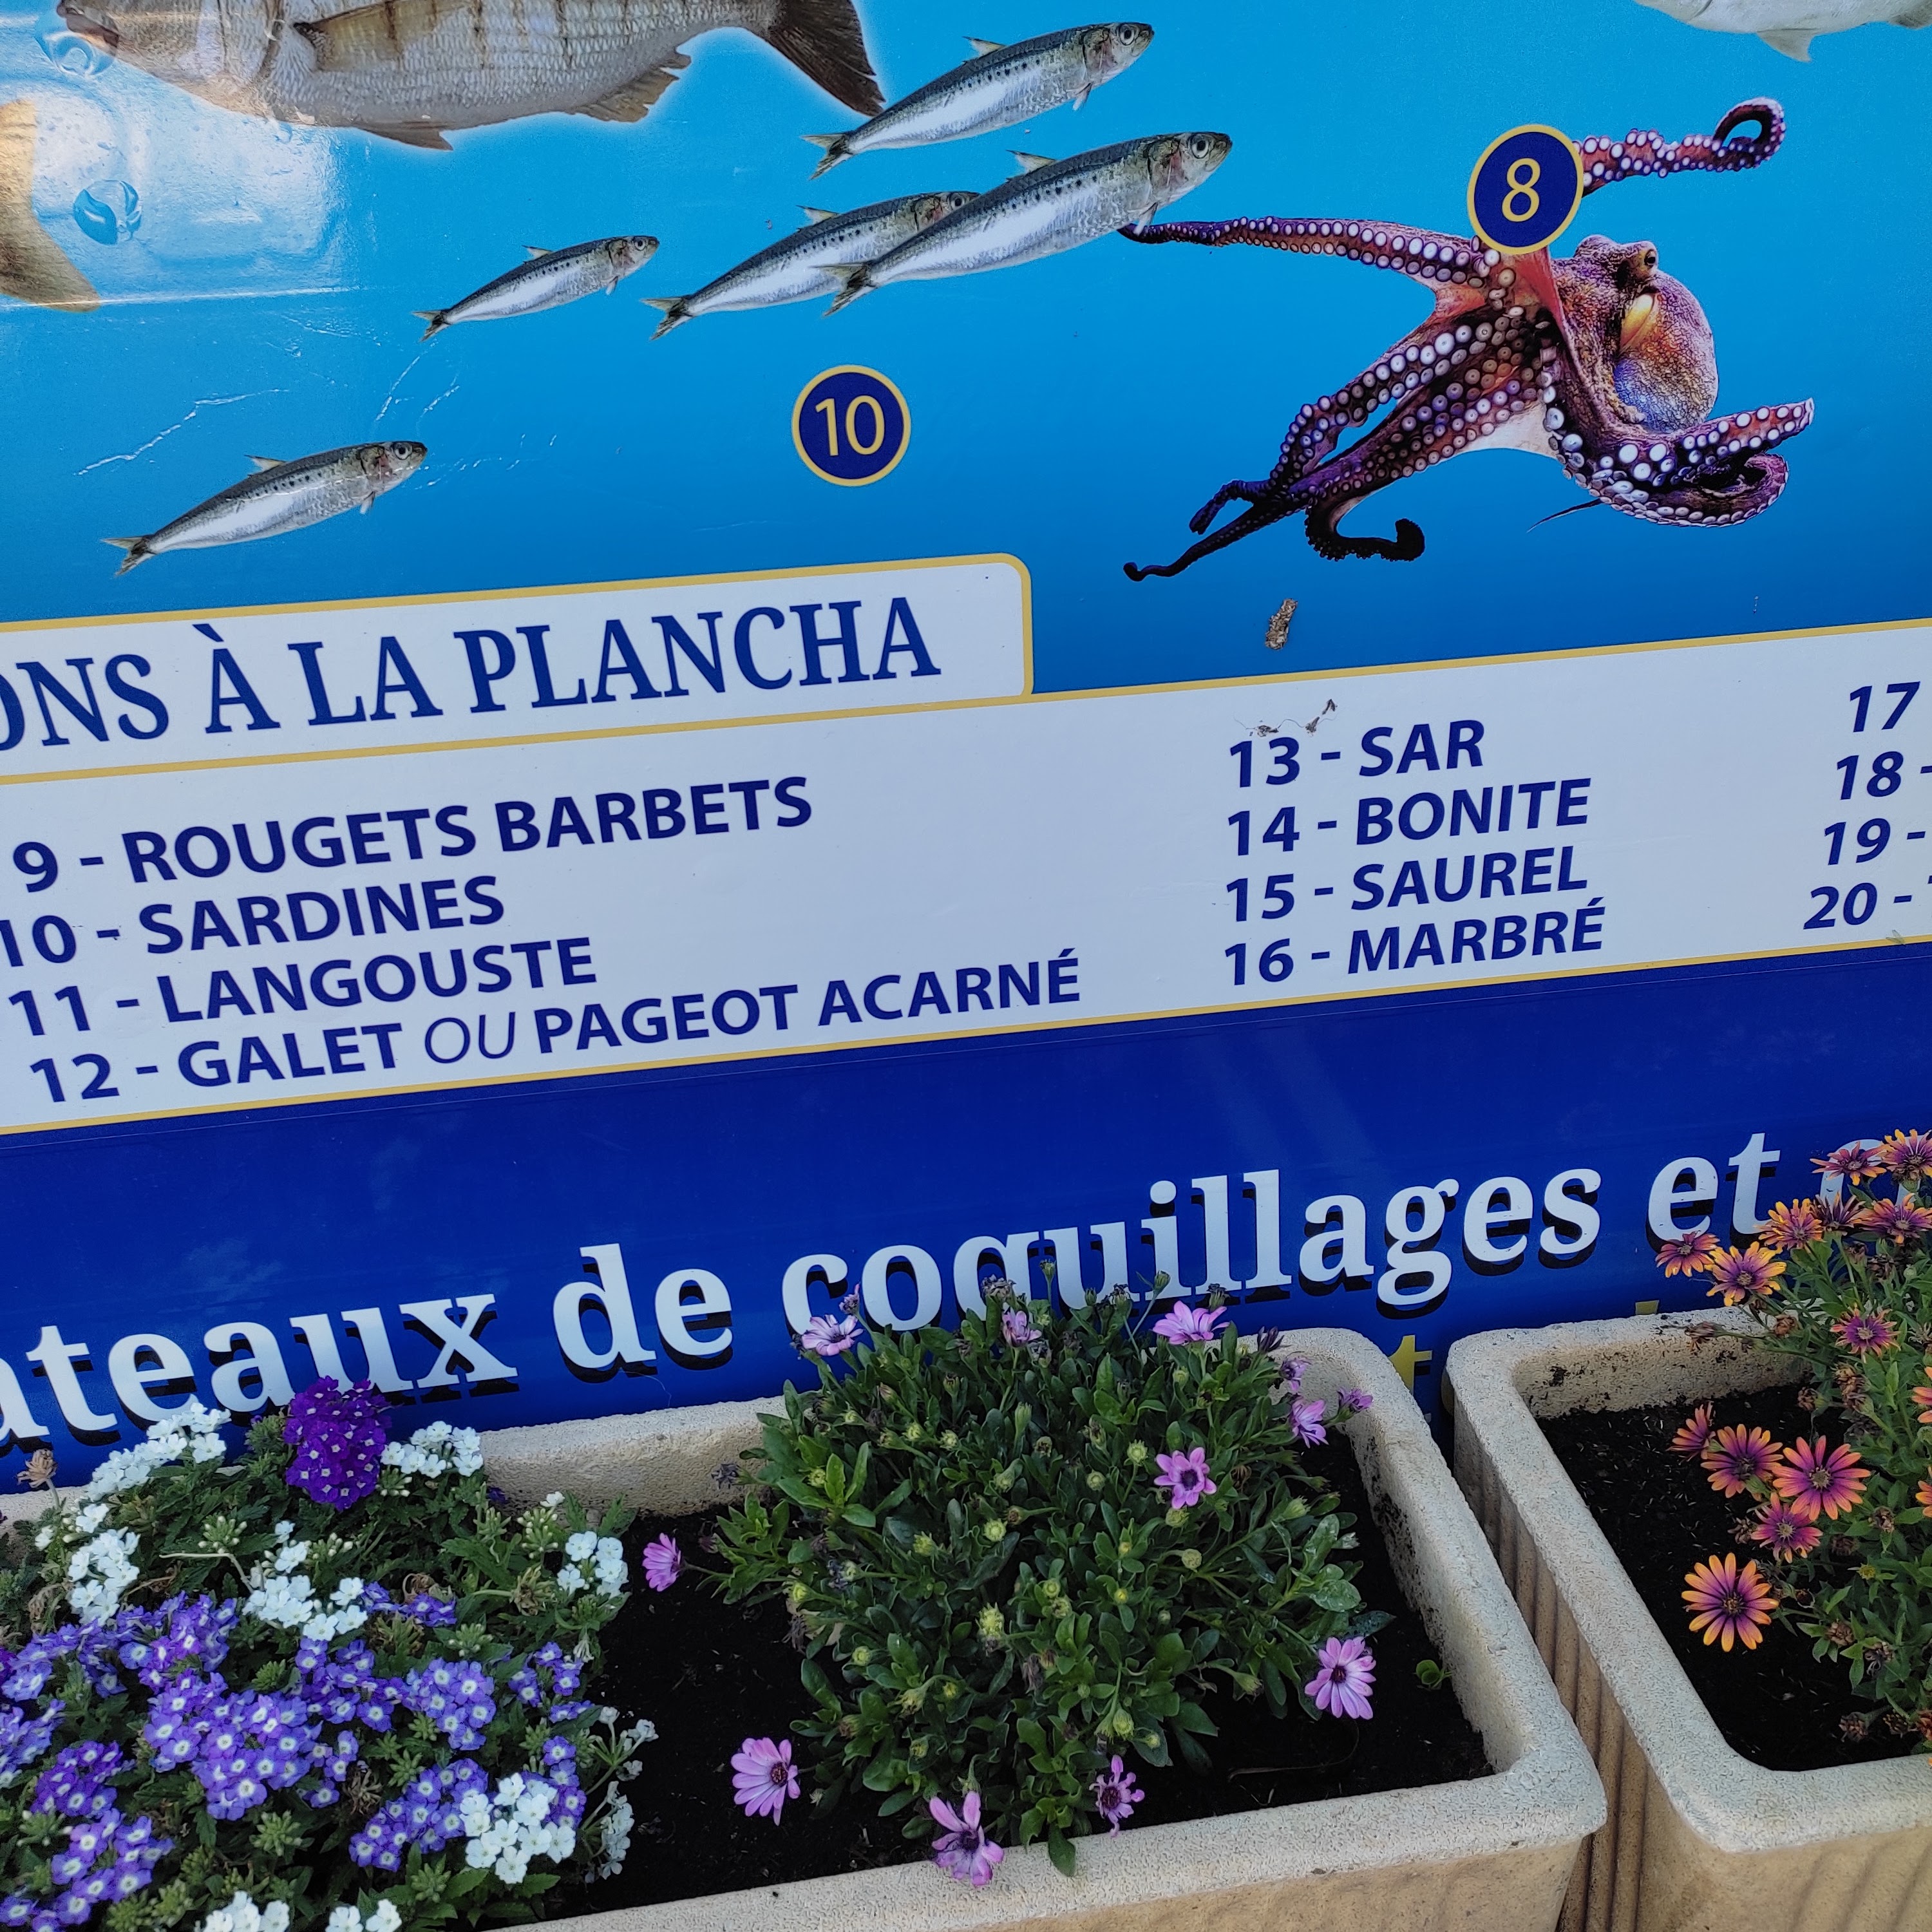 8
10
ONS À LA PLANCHA
9 - ROUGETS BARBETS
10 - SARDINES
11 - LANGOUSTE
12 - GALET OU PAGEOT ACARNÉ
13 - SAR
14 - BONITE
15 - SAUREL
16 - MARBRÉ
17
18 -
19 -
20 -
ateaux de coquillages et